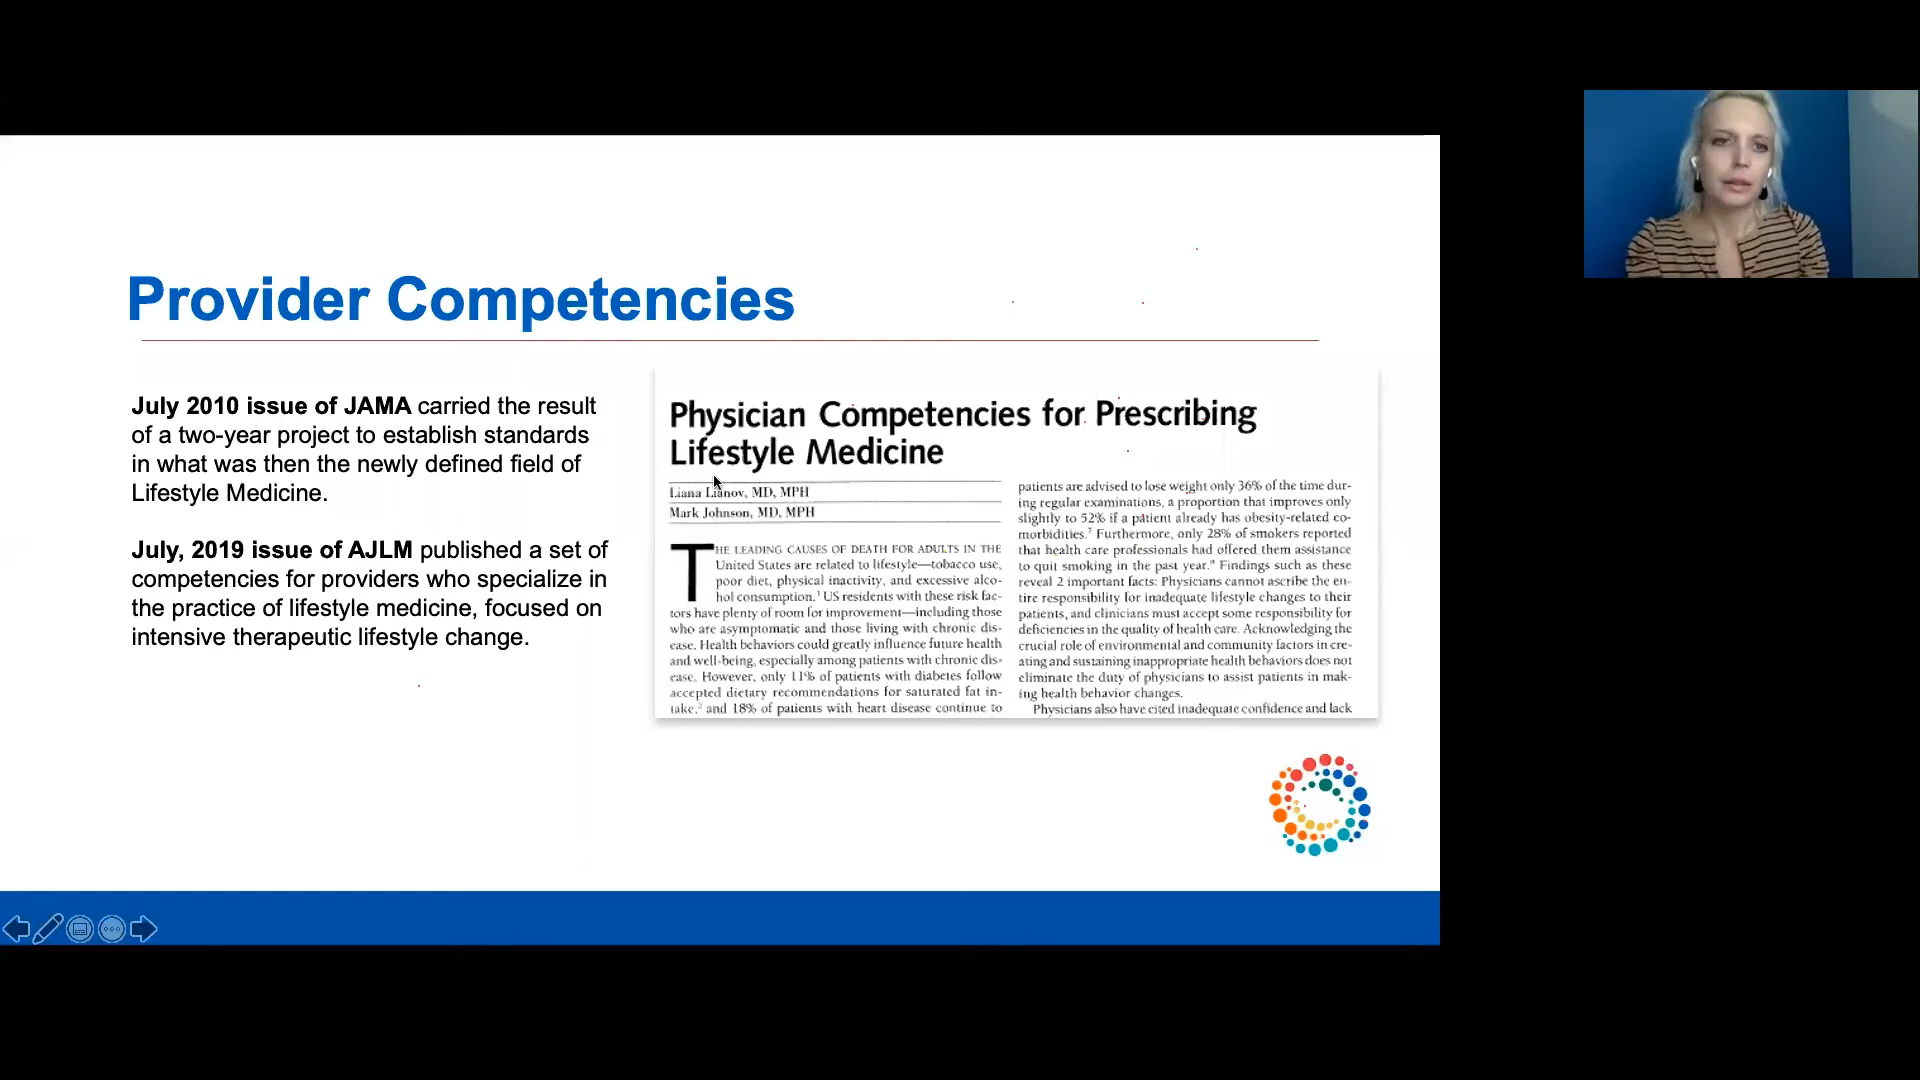 Provider Competencies
July 2010 issue of JAMA carried the result
of a two-year project to establish standards
in what was then the newly defined field of
Lifestyle Medicine.
July, 2019 issue of AJLM published a set of
competencies for providers who specialize in
the practice of lifestyle medicine, focused on
intensive therapeutic lifestyle change.
Physician Competencies for Prescribing
Lifestyle Medicine
Liana Lianov, MD, MPH
Mark Johnson, MD, MPH
THE LEADING CAUSES OF DEATH FOR ADULTS IN THE
United States are related to lifestyle—tobacco use,
poor diet, physical inactivity, and excessive alco-
hol consumption.1 US residents with these risk fac-
tors have plenty of room for improvement—including those
who are asymptomatic and those living with chronic dis-
ease. Health behaviors could greatly influence future health
and well-being, especially among patients with chronic dis-
ease. However, only 11% of patients with diabetes follow
accepted dietary recommendations for saturated fat in-
take,2 and 18% of patients with heart disease continue to
patients are advised to lose weight only 36% of the time dur-
ing regular examinations, a proportion that improves only
slightly to 52% if a patient already has obesity-related co-
morbidities.7 Furthermore, only 28% of smokers reported
that health care professionals had offered them assistance
to quit smoking in the past year.8 Findings such as these
reveal 2 important facts: Physicians cannot ascribe the en-
tire responsibility for inadequate lifestyle changes to their
patients, and clinicians must accept some responsibility for
deficiencies in the quality of health care. Acknowledging the
crucial role of environmental and community factors in cre-
ating and sustaining inappropriate health behaviors does not
eliminate the duty of physicians to assist patients in mak-
ing health behavior changes.
Physicians also have cited inadequate confidence and lack